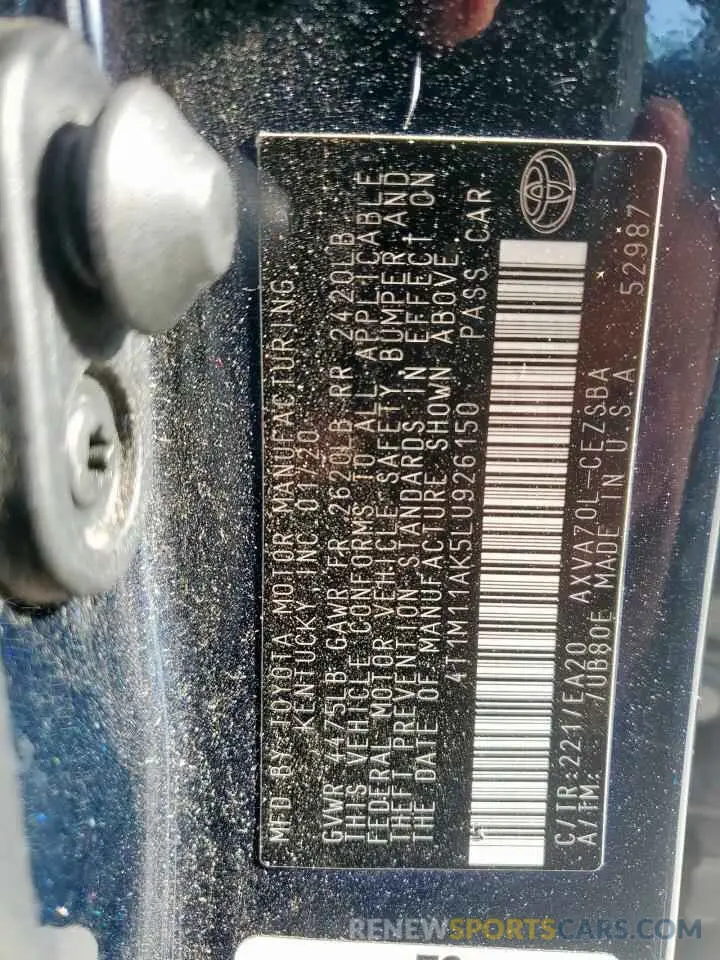 MFD BY: TOYOTA MOTOR MANUFACTURING
KENTUCKY, INC 01/20
GVWR 4475LB GAWR FR 2620LB RR 2420LB
THIS VEHICLE CONFORMS TO ALL APPLICABLE
FEDERAL MOTOR VEHICLE SAFETY, BUMPER AND
THEFT PREVENTION STANDARDS IN EFFECT ON
THE DATE OF MANUFACTURE SHOWN ABOVE.
4T1M11AK5LU926150 PASS CAR
C/TR:221/EA20 AXVA70L-CEZSBA
A/TM: /UB80E MADE IN U.S.A. 52987
RENEWSPORTSCARS.COM